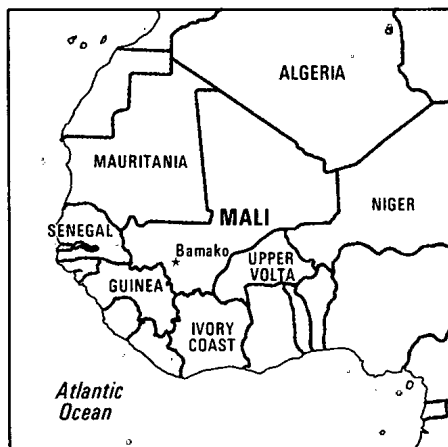 ALGERIA
MAURITANIA
MALI
NIGER
SENEGAL
Bamako
UPPER
VOLTA
GUINEA
IVORY
COAST
Atlantic
Ocean